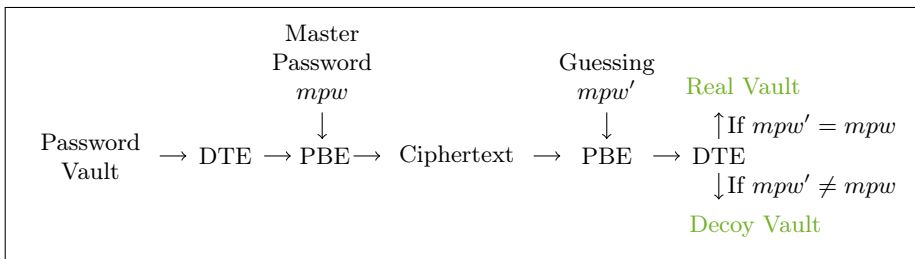 Master
Password
mpw
Guessing
mpw′
Real Vault
If mpw′ = mpw
Password
Vault
→ DTE → PBE → Ciphertext → PBE → DTE
If mpw′ ≠ mpw
Decoy Vault